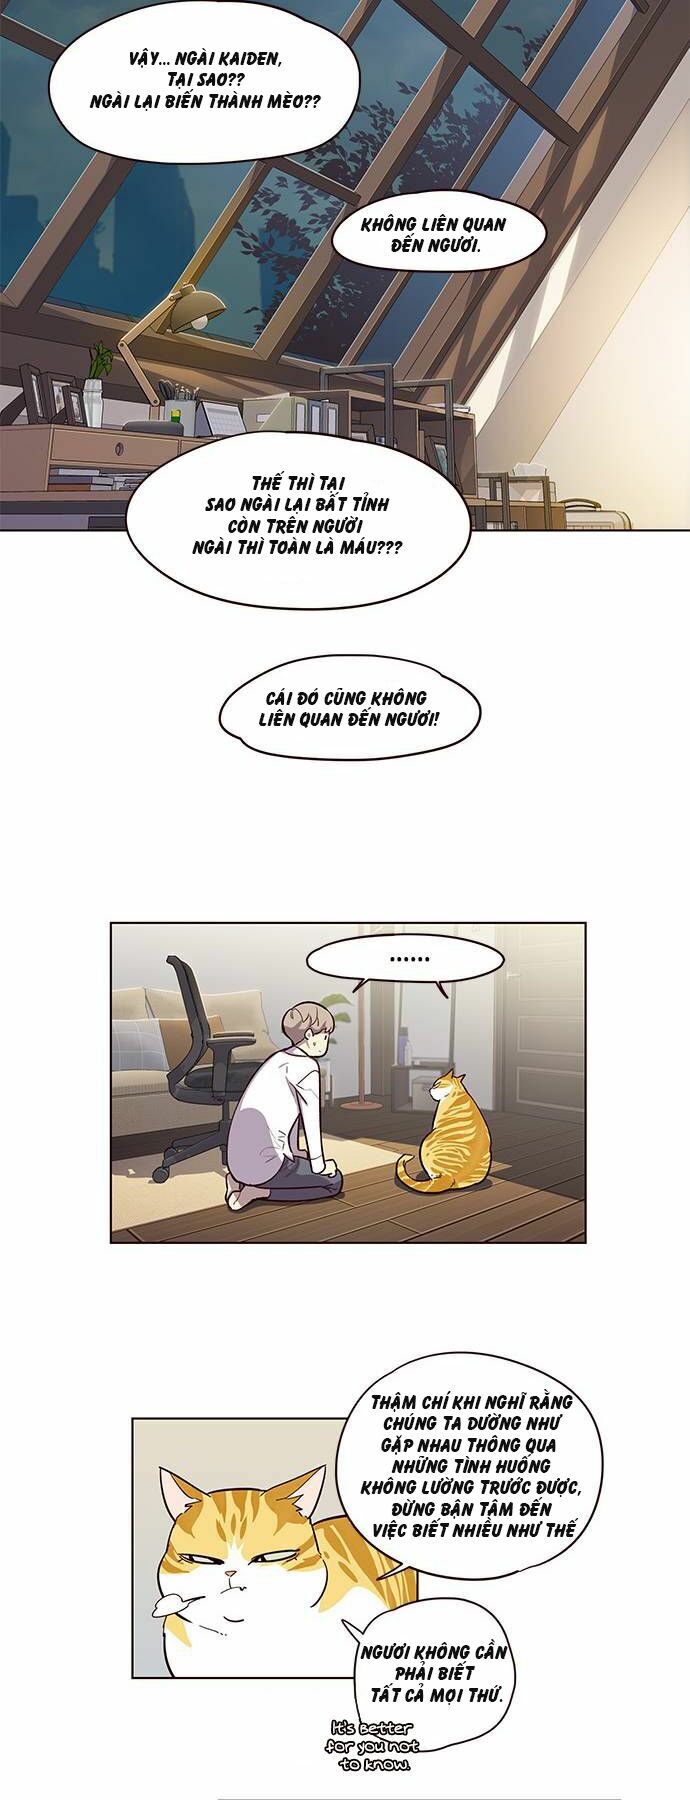 VẬY... NGÀI KAIDEN,
TẠI SAO??
NGÀI LẠI BIẾN THÀNH MÈO??
KHÔNG LIÊN QUAN
ĐẾN NGƯƠI.
THẾ THÌ TẠI
SAO NGÀI LẠI BẤT TỈNH
CÒN TRÊN NGƯỜI
NGÀI THÌ TOÀN LÀ MÁU???
CÁI ĐÓ CŨNG KHÔNG
LIÊN QUAN ĐẾN NGƯƠI!
......
THẬM CHÍ KHI NGHĨ RẰNG
CHÚNG TA DƯỜNG NHƯ
GẶP NHAU THÔNG QUA
NHỮNG TÌNH HUỐNG
KHÔNG LƯỜNG TRƯỚC ĐƯỢC,
ĐỪNG BẬN TÂM ĐẾN
VIỆC BIẾT NHIỀU NHƯ THẾ
NGƯƠI KHÔNG CẦN
PHẢI BIẾT
TẤT CẢ MỌI THỨ.
It's better
for you not
to know.